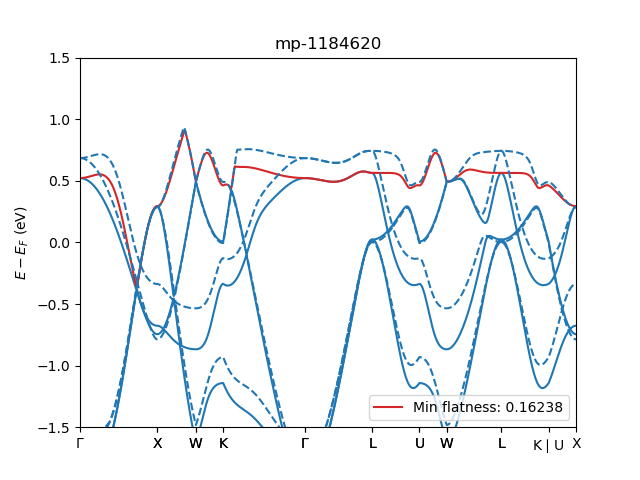 mp-1184620
1.5
1.0
0.5
0.0
−0.5
−1.0
−1.5
E − E_F (eV)
Min flatness: 0.16238
Γ X W K Γ L U W L K | U X